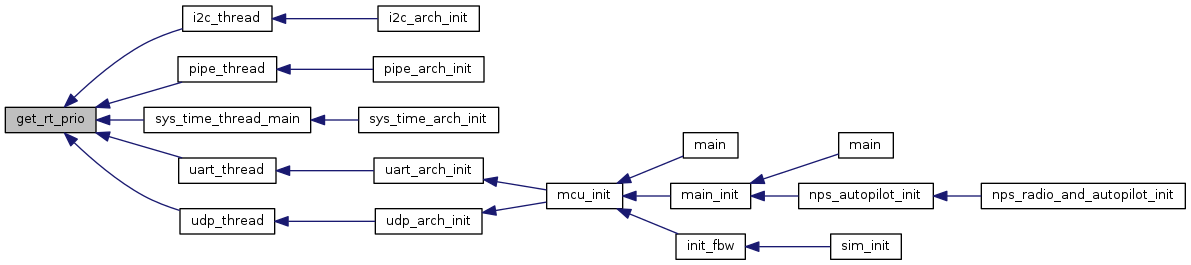 i2c_thread
i2c_arch_init
pipe_thread
pipe_arch_init
get_rt_prio
sys_time_thread_main
sys_time_arch_init
uart_thread
uart_arch_init
udp_thread
udp_arch_init
mcu_init
main
main_init
main
nps_autopilot_init
nps_radio_and_autopilot_init
init_fbw
sim_init